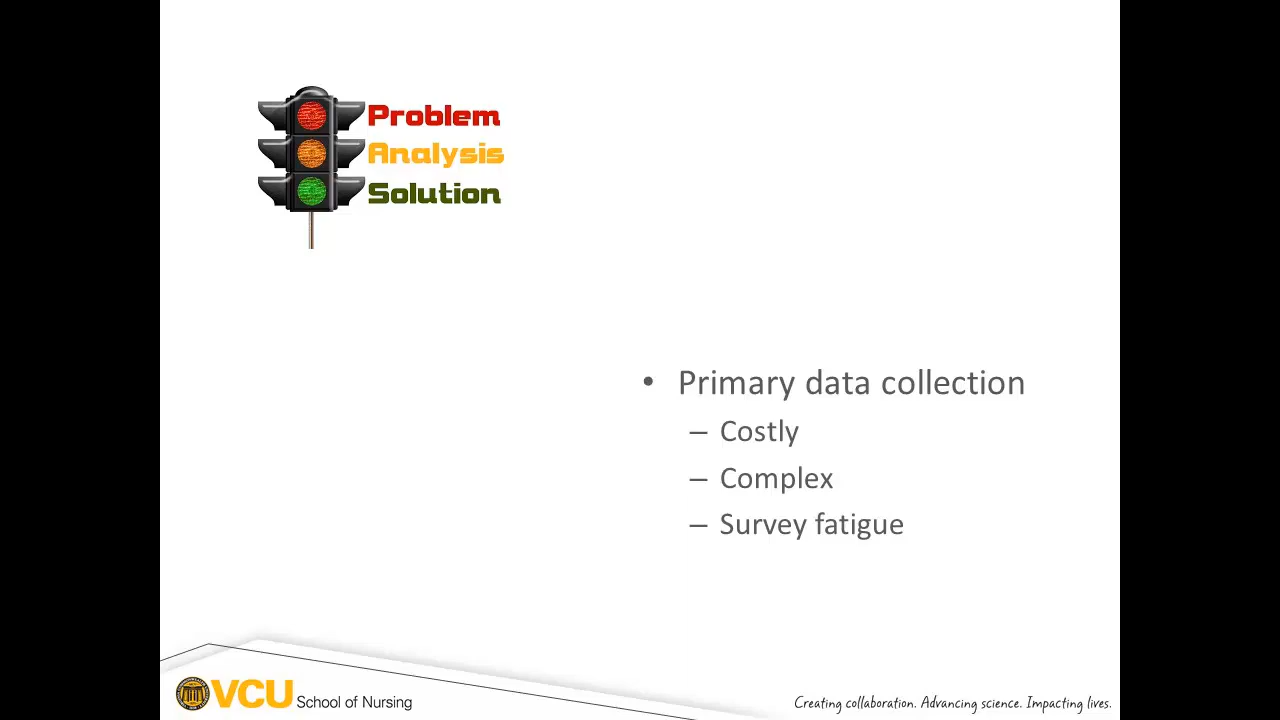 Problem
Analysis
Solution
• Primary data collection
– Costly
– Complex
– Survey fatigue
VCU School of Nursing
Creating collaboration. Advancing science. Impacting lives.